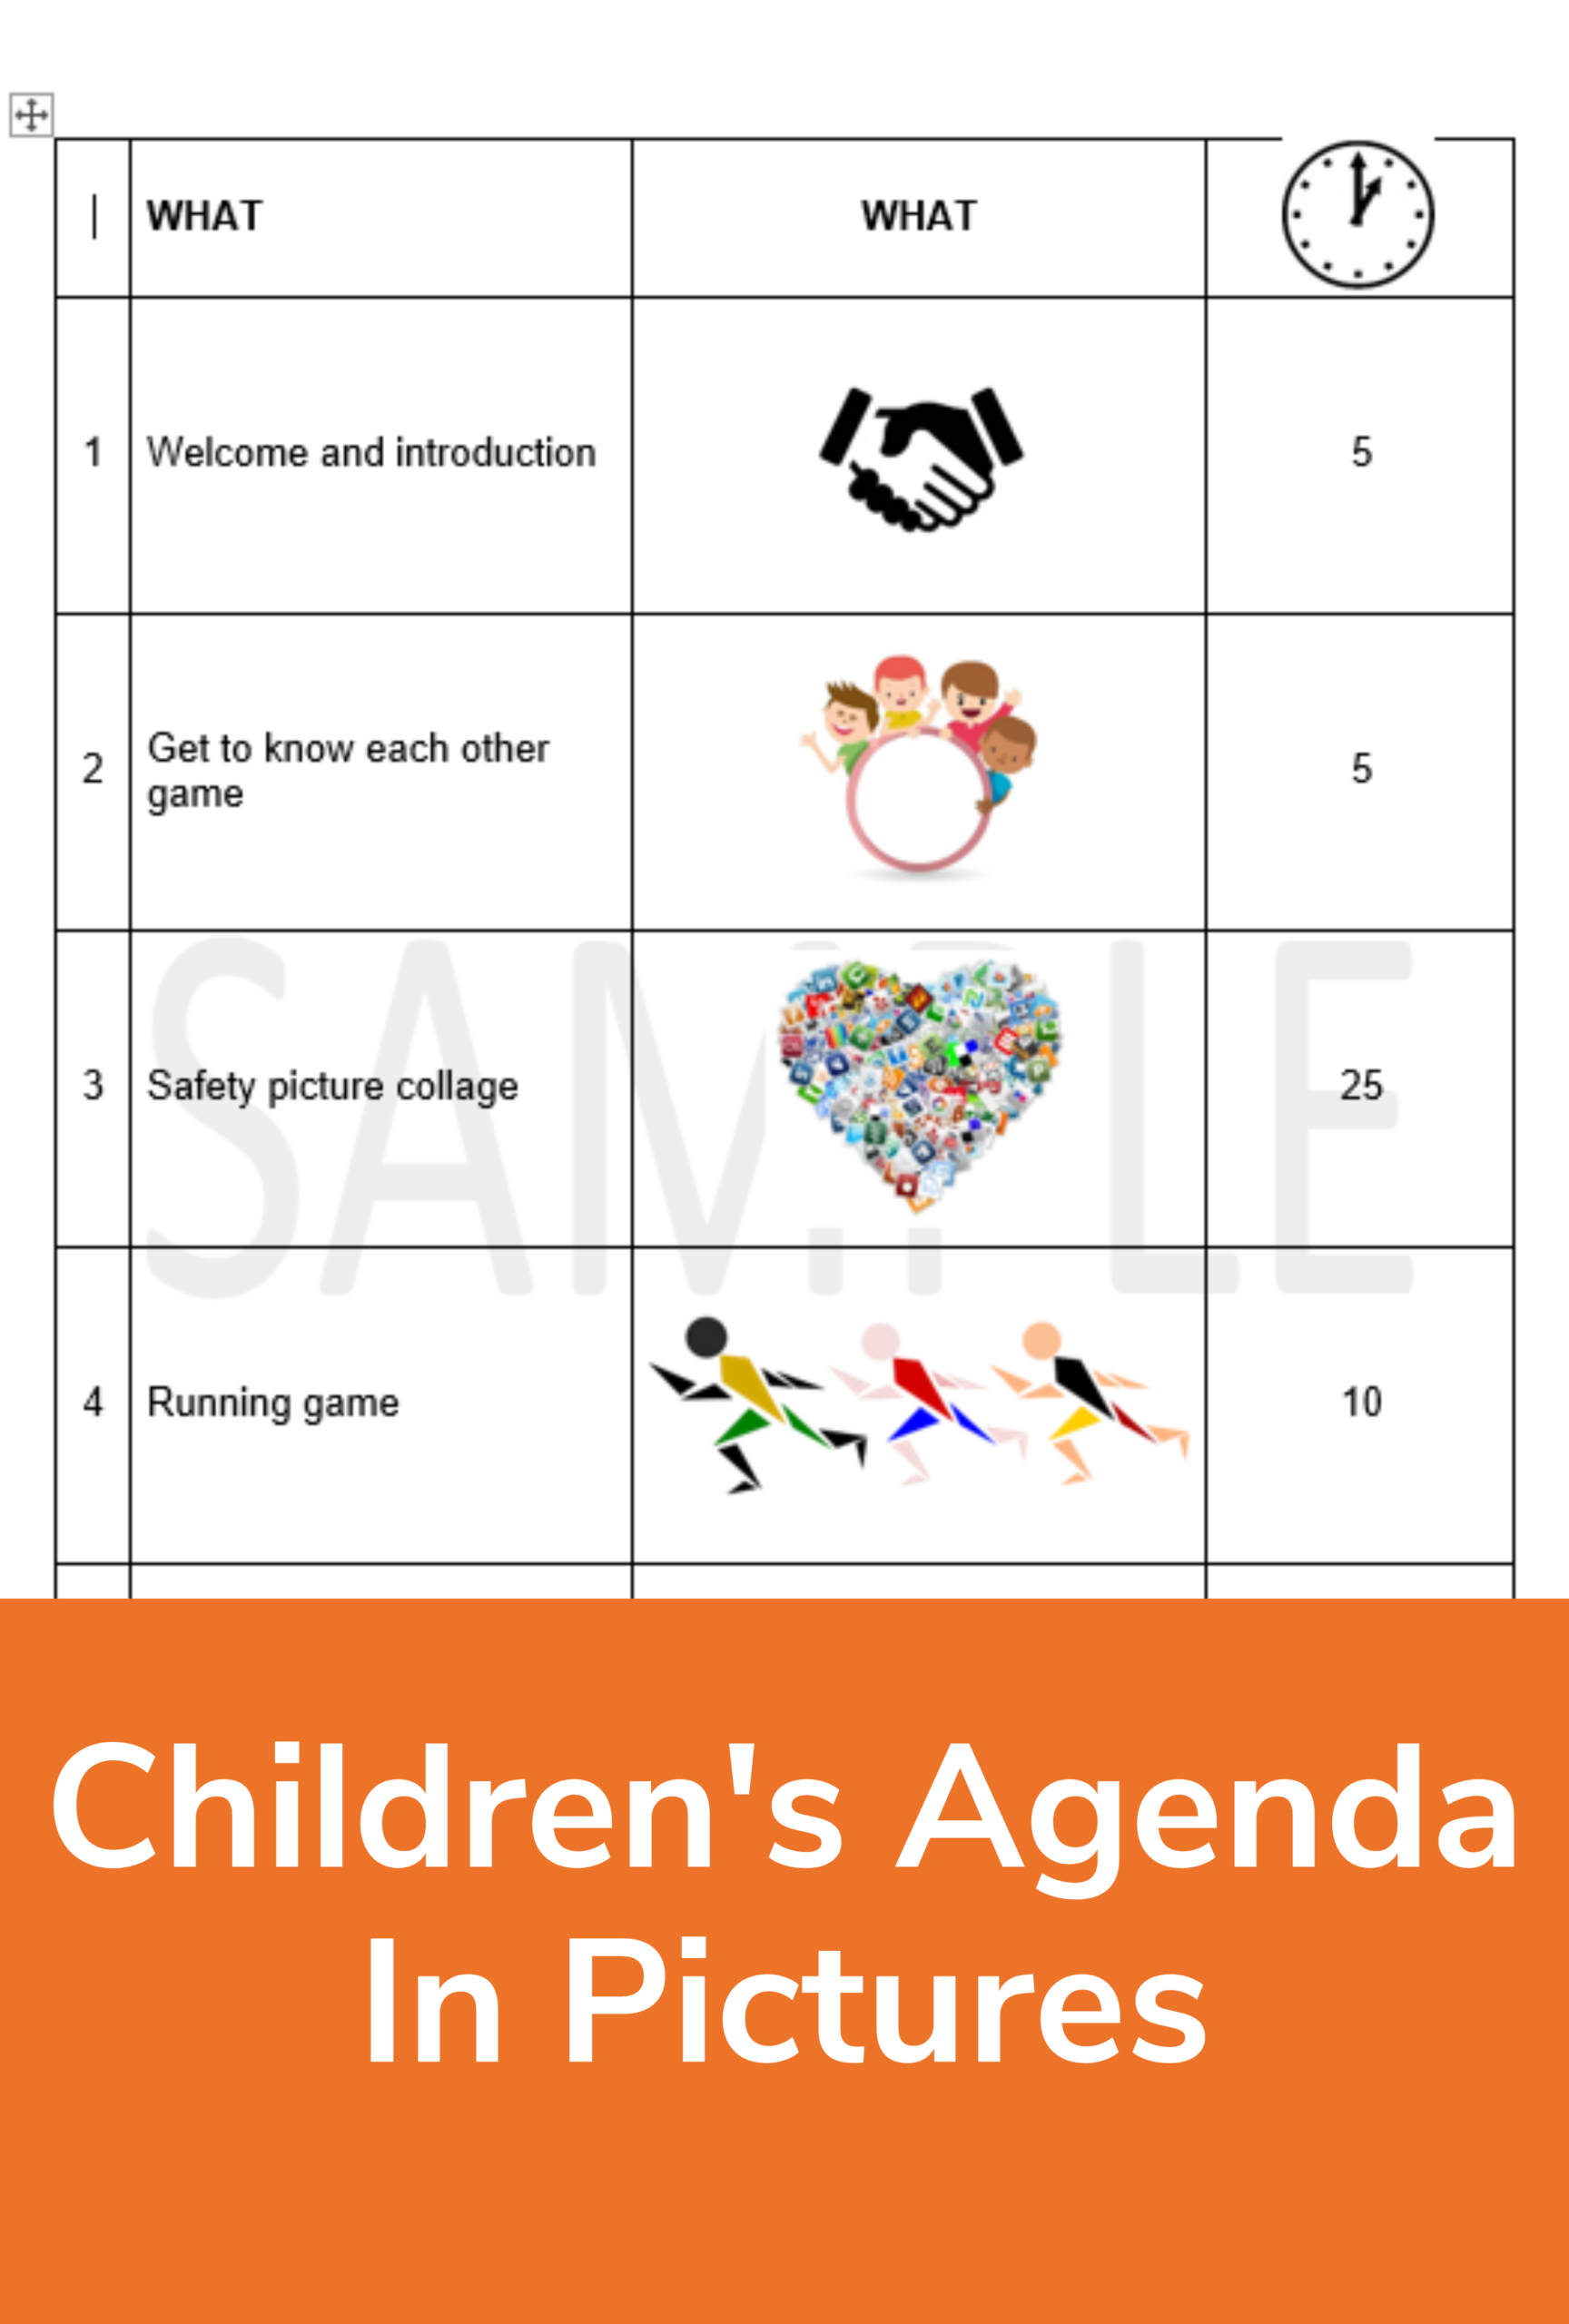 WHAT WHAT
1 Welcome and introduction 5
2 Get to know each other
game 5
3 Safety picture collage 25
4 Running game 10
SAMPLE
Children's Agenda
In Pictures